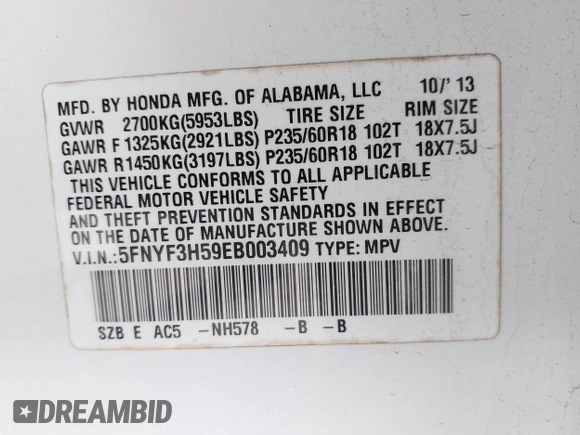 MFD. BY HONDA MFG. OF ALABAMA, LLC 10/' 13
GVWR 2700KG(5953LBS) TIRE SIZE RIM SIZE
GAWR F 1325KG(2921LBS) P235/60R18 102T 18X7.5J
GAWR R1450KG(3197LBS) P235/60R18 102T 18X7.5J
THIS VEHICLE CONFORMS TO ALL APPLICABLE
FEDERAL MOTOR VEHICLE SAFETY
AND THEFT PREVENTION STANDARDS IN EFFECT
ON THE DATE OF MANUFACTURE SHOWN ABOVE.
V.I.N.:5FNYF3H59EB003409 TYPE: MPV
SZB E AC5 -NH578 -B -B
DREAMBID